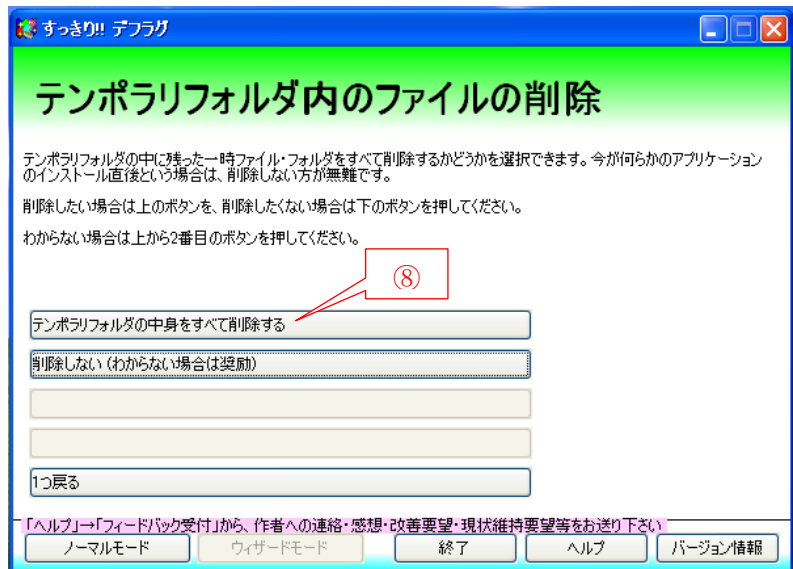 すっきり!! デフラグ
テンポラリフォルダ内のファイルの削除
テンポラリフォルダの中に残った一時ファイル・フォルダをすべて削除するかどうかを選択できます。今が何らかのアプリケーション
のインストール直後という場合は、削除しない方が無難です。
削除したい場合は上のボタンを、削除したくない場合は下のボタンを押してください。
わからない場合は上から2番目のボタンを押してください。
⑧
テンポラリフォルダの中身をすべて削除する
削除しない (わからない場合は奨励)
1つ戻る
「ヘルプ」→「フィードバック受付」から、作者への連絡・感想・改善要望・現状維持要望等をお送り下さい
ノーマルモード
ウィザードモード
終了
ヘルプ
バージョン情報